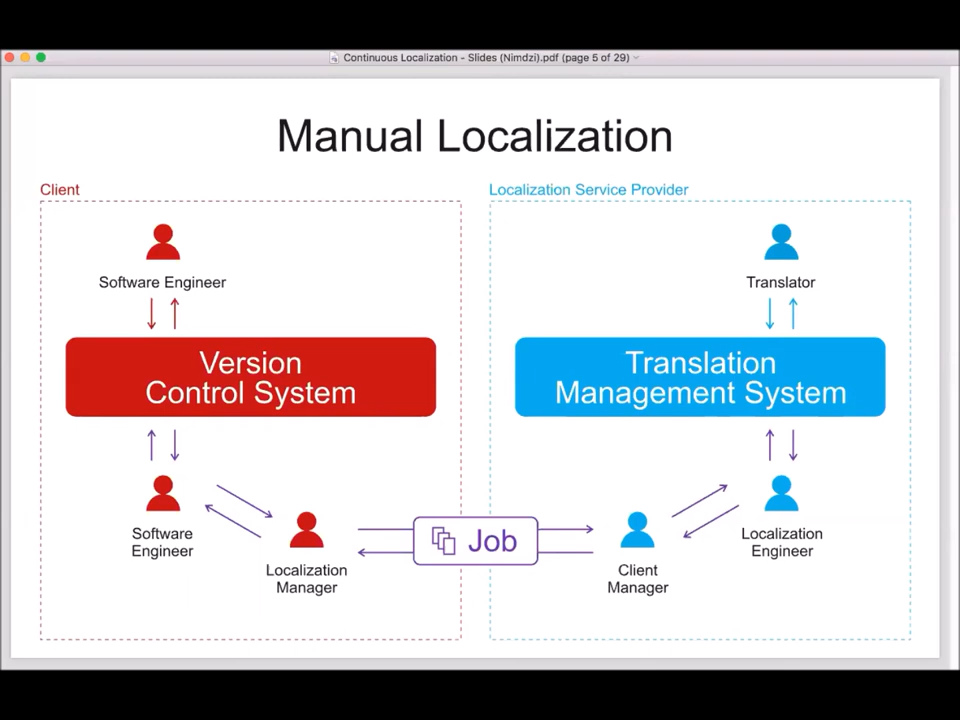 Continuous Localization - Slides (Nimdzi).pdf (page 5 of 29)
Manual Localization
Client
Software Engineer
Version
Control System
Software
Engineer
Localization
Manager
Job
Localization Service Provider
Translator
Translation
Management System
Client
Manager
Localization
Engineer